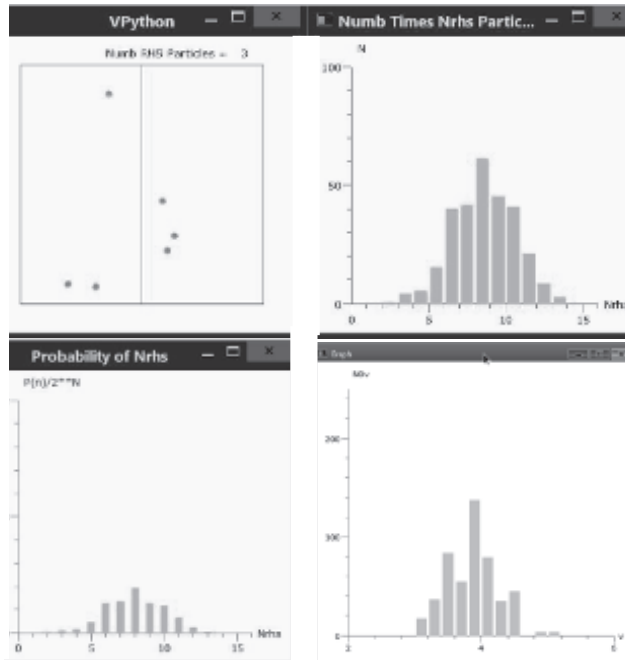 VPython
Numb RHS Particles = 3
Numb Times Nrhs Partic...
N
100
50
0
0 5 10 15
Nrhs
Probability of Nrhs
P(n)/2**N
0 5 10 15
Nrhs
Graph
200
100
0
2 4 6
v